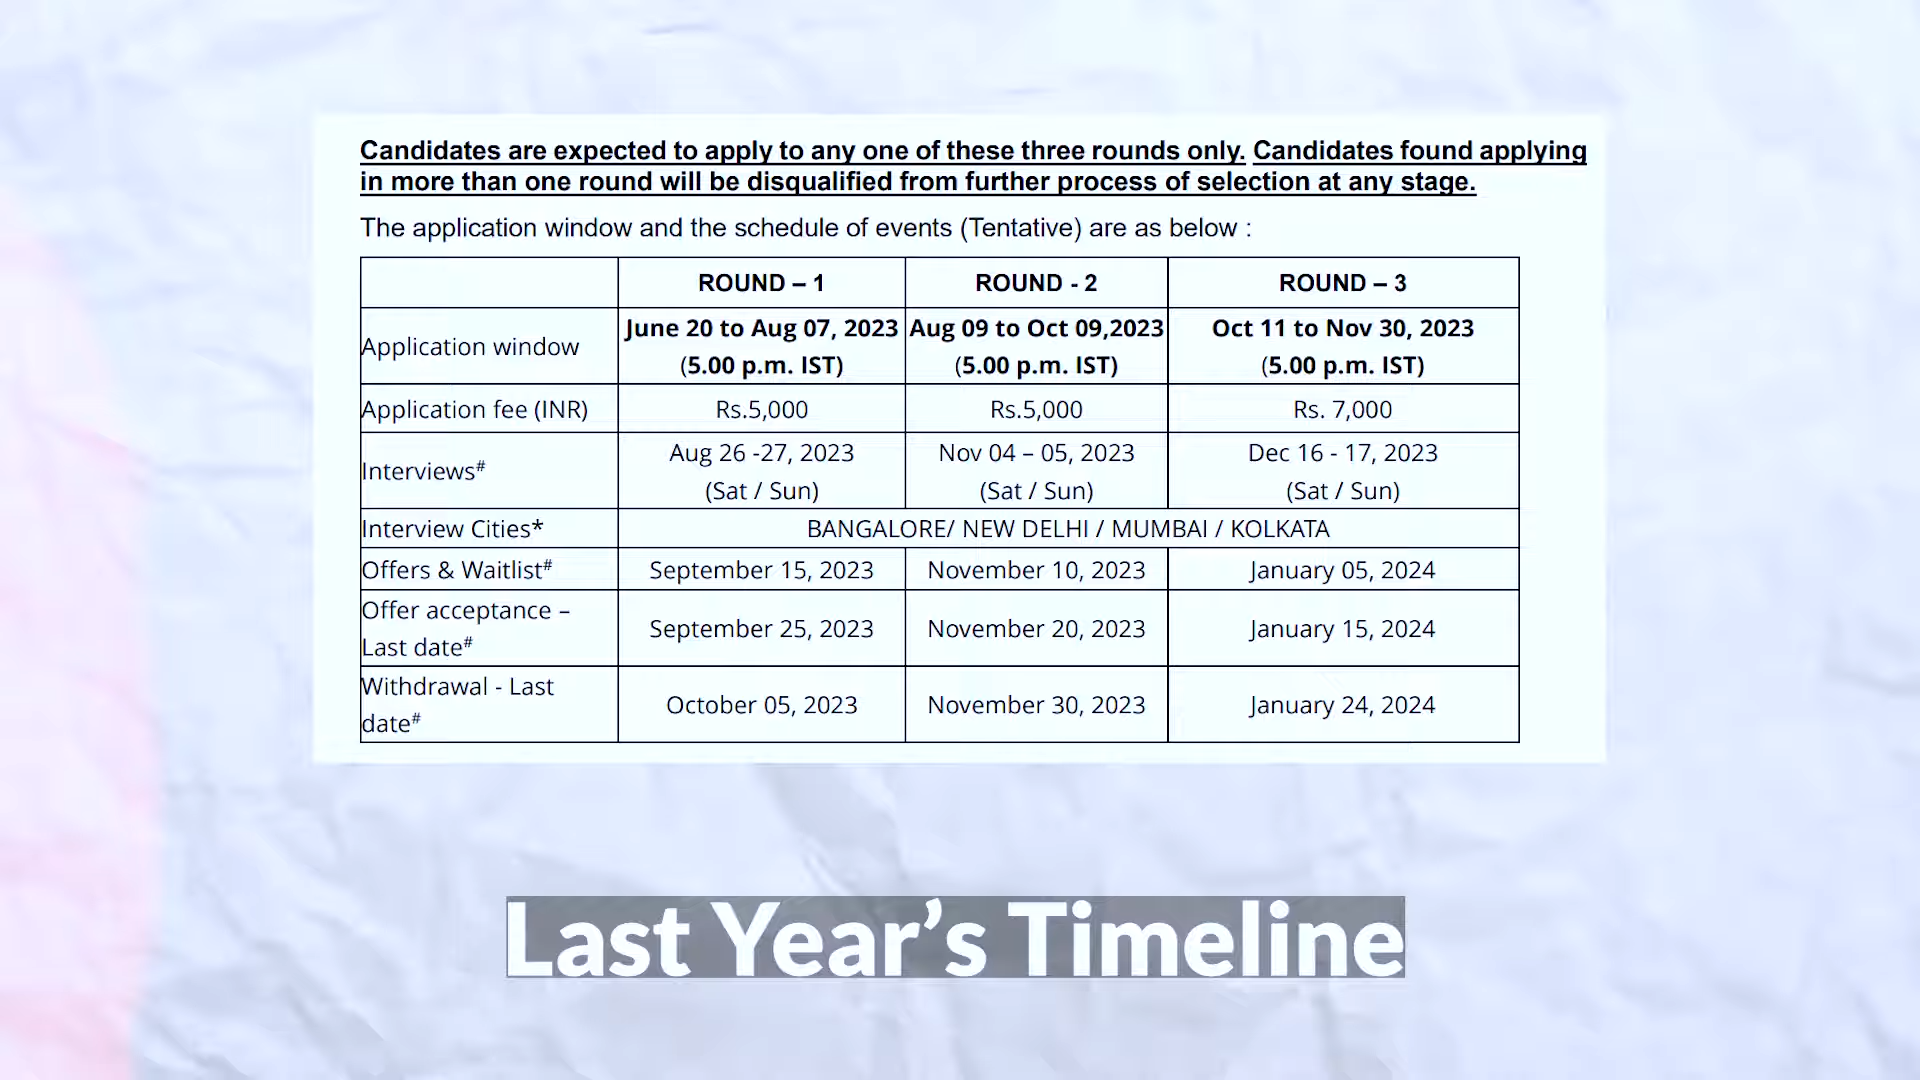 Candidates are expected to apply to any one of these three rounds only. Candidates found applying
in more than one round will be disqualified from further process of selection at any stage.
The application window and the schedule of events (Tentative) are as below :
ROUND – 1 ROUND - 2 ROUND – 3
Application window June 20 to Aug 07, 2023 (5.00 p.m. IST) Aug 09 to Oct 09,2023 (5.00 p.m. IST) Oct 11 to Nov 30, 2023 (5.00 p.m. IST)
Application fee (INR) Rs.5,000 Rs.5,000 Rs. 7,000
Interviews# Aug 26 -27, 2023 (Sat / Sun) Nov 04 – 05, 2023 (Sat / Sun) Dec 16 - 17, 2023 (Sat / Sun)
Interview Cities* BANGALORE/ NEW DELHI / MUMBAI / KOLKATA
Offers & Waitlist# September 15, 2023 November 10, 2023 January 05, 2024
Offer acceptance – Last date# September 25, 2023 November 20, 2023 January 15, 2024
Withdrawal - Last date# October 05, 2023 November 30, 2023 January 24, 2024
Last Year's Timeline